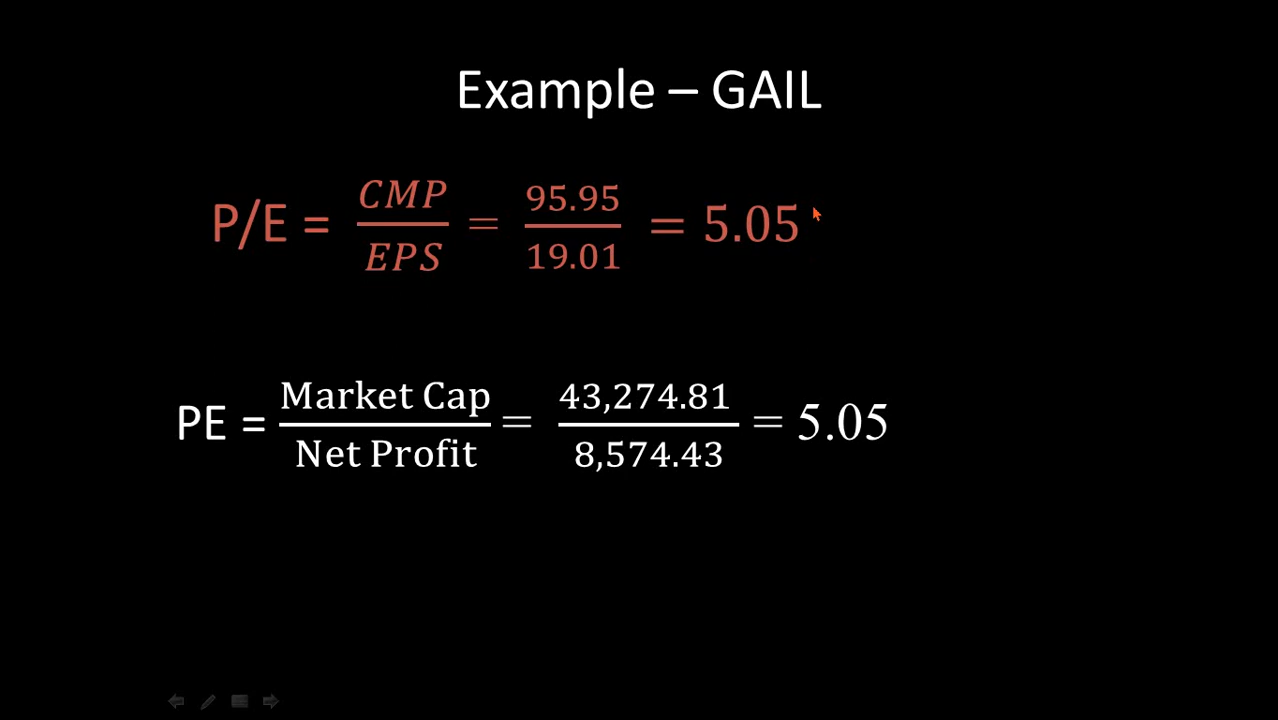 Example – GAIL
P/E = CMP/EPS = 95.95/19.01 = 5.05
PE = Market Cap/Net Profit = 43,274.81/8,574.43 = 5.05